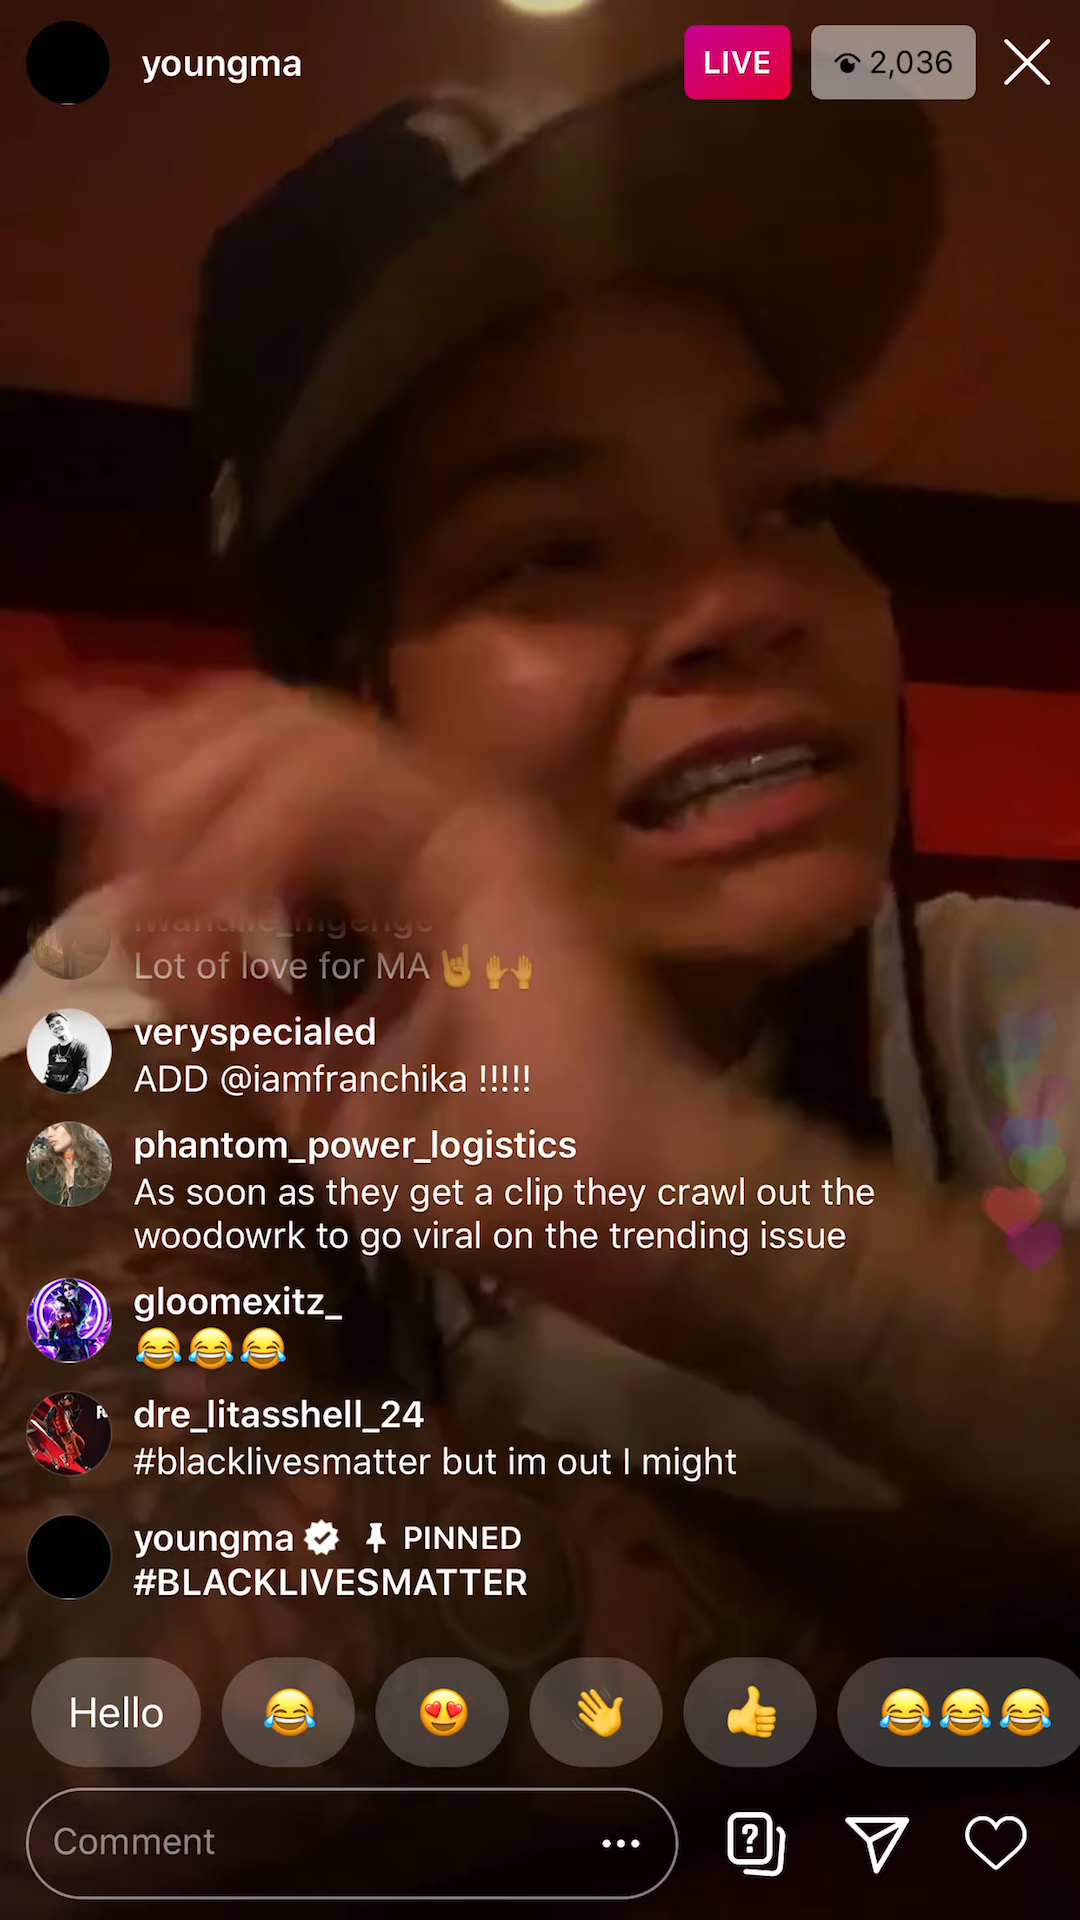 youngma
LIVE
2,036
Lot of love for MA🤘🙌
veryspecialed
ADD @iamfranchika !!!!!
phantom_power_logistics
As soon as they get a clip they crawl out the
woodowrk to go viral on the trending issue
gloomexitz_
😂😂😂
dre_litasshell_24
#blacklivesmatter but im out I might
youngma PINNED
#BLACKLIVESMATTER
Hello 😂 😍 👋 👍 😂😂😂
Comment